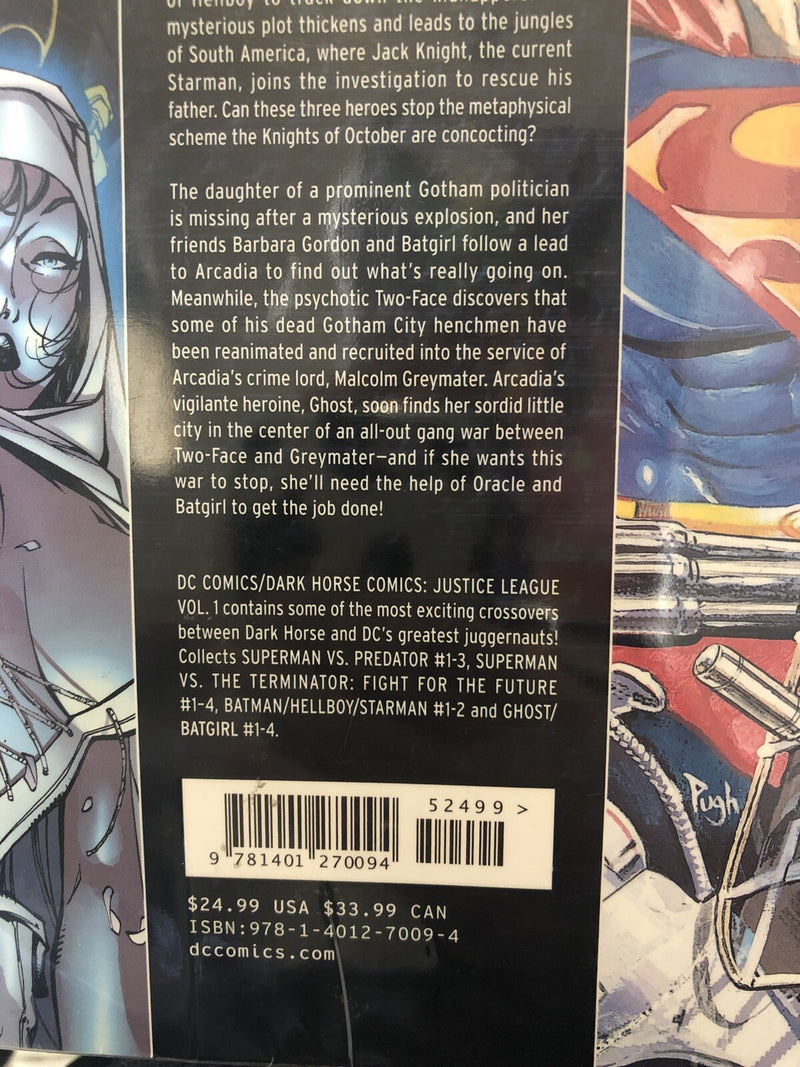 of Hellboy to track down the kidnappers.
mysterious plot thickens and leads to the jungles
of South America, where Jack Knight, the current
Starman, joins the investigation to rescue his
father. Can these three heroes stop the metaphysical
scheme the Knights of October are concocting?
The daughter of a prominent Gotham politician
is missing after a mysterious explosion, and her
friends Barbara Gordon and Batgirl follow a lead
to Arcadia to find out what's really going on.
Meanwhile, the psychotic Two-Face discovers that
some of his dead Gotham City henchmen have
been reanimated and recruited into the service of
Arcadia's crime lord, Malcolm Greymater. Arcadia's
vigilante heroine, Ghost, soon finds her sordid little
city in the center of an all-out gang war between
Two-Face and Greymater—and if she wants this
war to stop, she'll need the help of Oracle and
Batgirl to get the job done!
DC COMICS/DARK HORSE COMICS: JUSTICE LEAGUE
VOL. 1 contains some of the most exciting crossovers
between Dark Horse and DC's greatest juggernauts!
Collects SUPERMAN VS. PREDATOR #1-3, SUPERMAN
VS. THE TERMINATOR: FIGHT FOR THE FUTURE
#1-4, BATMAN/HELLBOY/STARMAN #1-2 and GHOST/
BATGIRL #1-4.
52499 >
9 781401 270094
$24.99 USA $33.99 CAN
ISBN:978-1-4012-7009-4
dccomics.com
Pugh